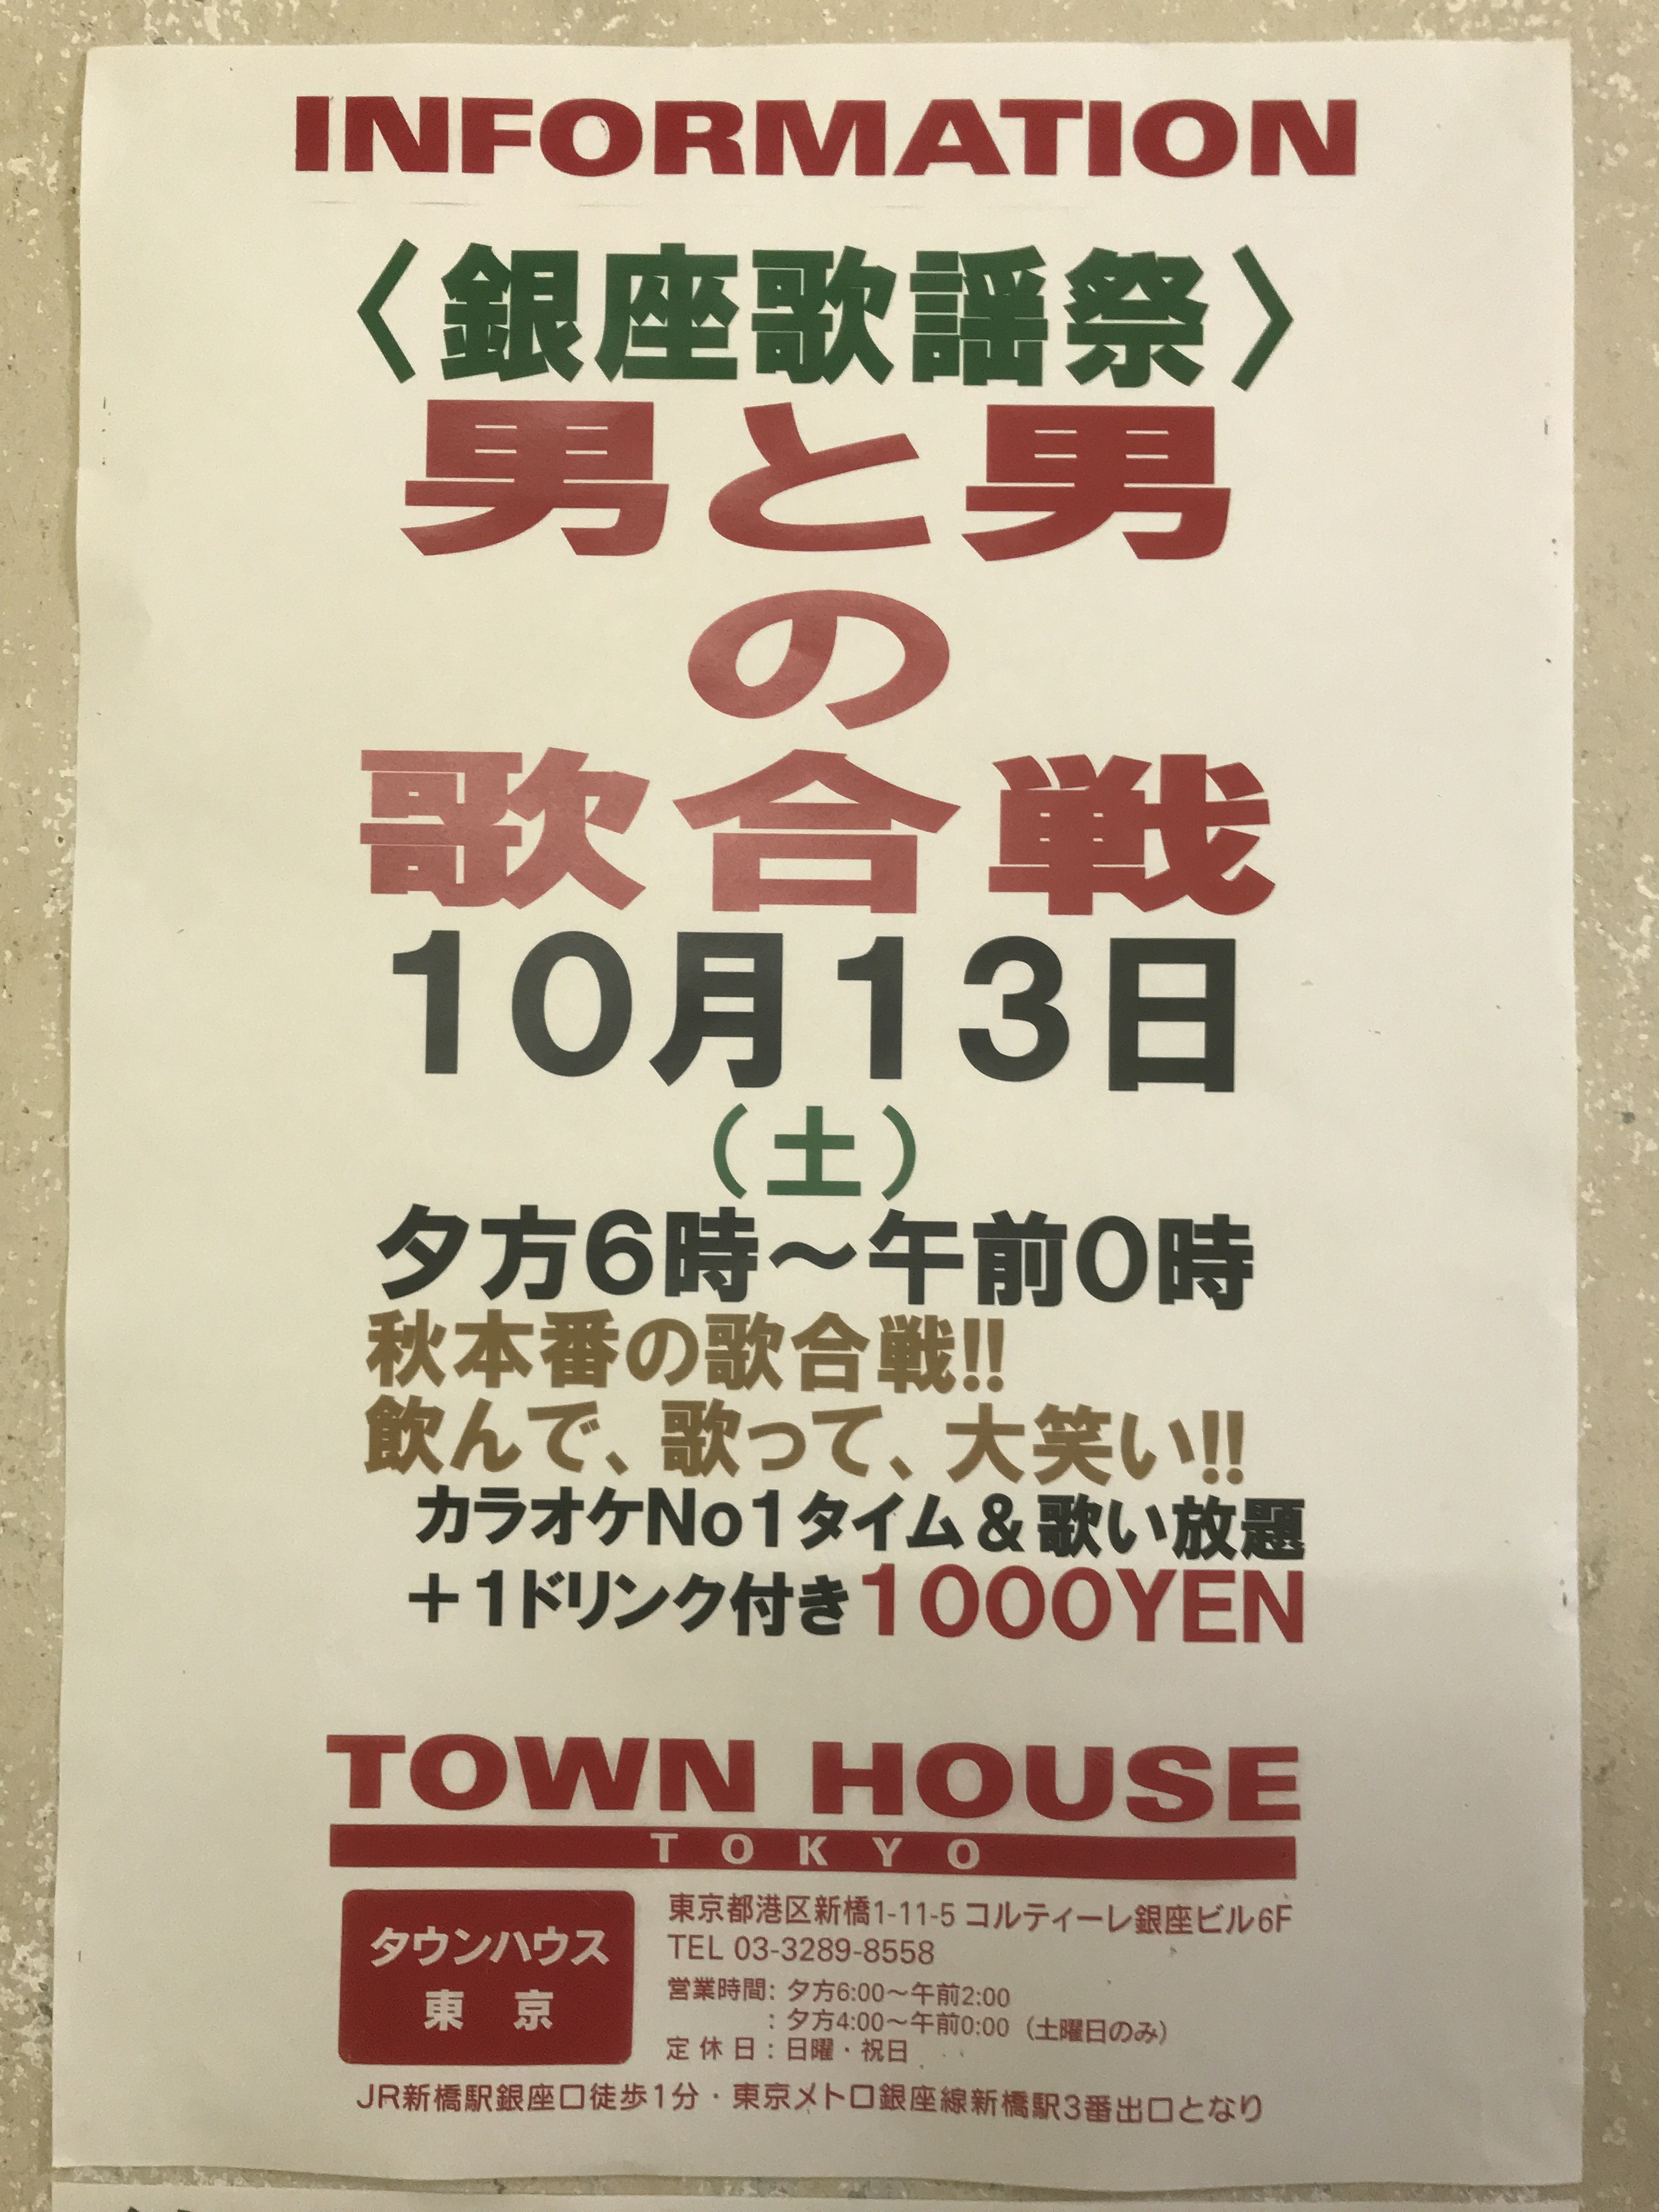 INFORMATION
〈銀座歌謡祭〉
男と男
の
歌合戦
10月13日
（土）
夕方6時～午前0時
秋本番の歌合戦!!
飲んで、歌って、大笑い!!
カラオケNo1タイム＆歌い放題
＋1ドリンク付き1000YEN
TOWN HOUSE
TOKYO
タウンハウス
東京
東京都港区新橋1-11-5 コルティーレ銀座ビル6F
TEL 03-3289-8558
営業時間: 夕方6:00～午前2:00
: 夕方4:00～午前0:00（土曜日のみ）
定休日: 日曜・祝日
JR新橋駅銀座口徒歩1分・東京メトロ銀座線新橋駅3番出口となり